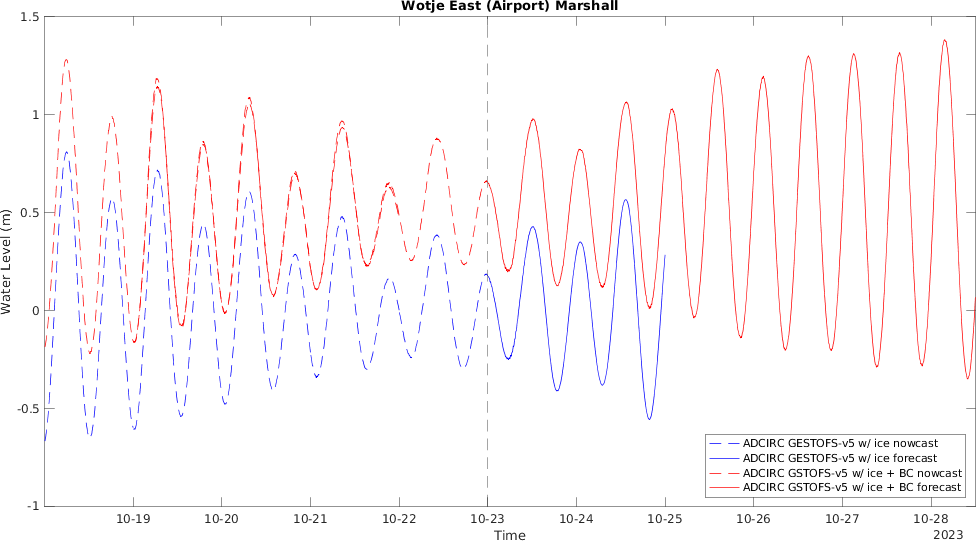 Wotje East (Airport) Marshall
1.5
1
0.5
0
-0.5
-1
Water Level (m)
10-19
10-20
10-21
10-22
10-23
10-24
10-25
10-26
10-27
10-28
Time
2023
ADCIRC GESTOFS-v5 w/ ice nowcast
ADCIRC GESTOFS-v5 w/ ice forecast
ADCIRC GSTOFS-v5 w/ ice + BC nowcast
ADCIRC GSTOFS-v5 w/ ice + BC forecast